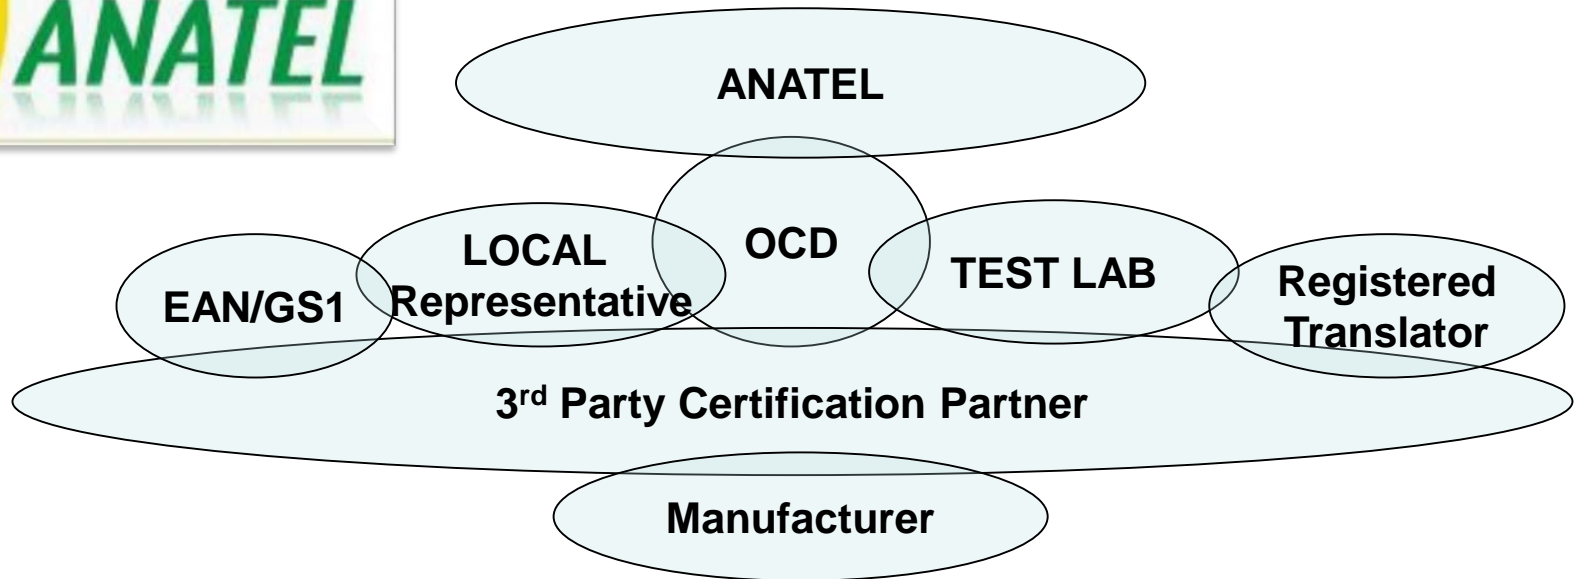 ANATEL
ANATEL
OCD
LOCAL
Representative
TEST LAB
EAN/GS1
Registered
Translator
3rd Party Certification Partner
Manufacturer